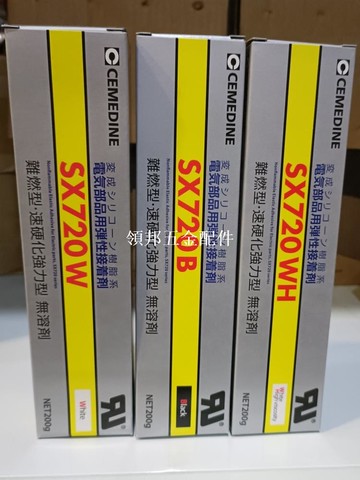 CEMEDINE
変成シリコーン樹脂系
電気部品用弾性接着剤
SX720W
難燃型・速硬化強力型 無溶剤
White
NET200g
CEMEDINE
変成シリコーン樹脂系
電気部品用弾性接着剤
SX720B
難燃型・速硬化強力型 無溶剤
Black
NET200g
CEMEDINE
変成シリコーン樹脂系
電気部品用弾性接着剤
SX720WH
難燃型・速硬化強力型 無溶剤
White
NET200g
領邦五金配件